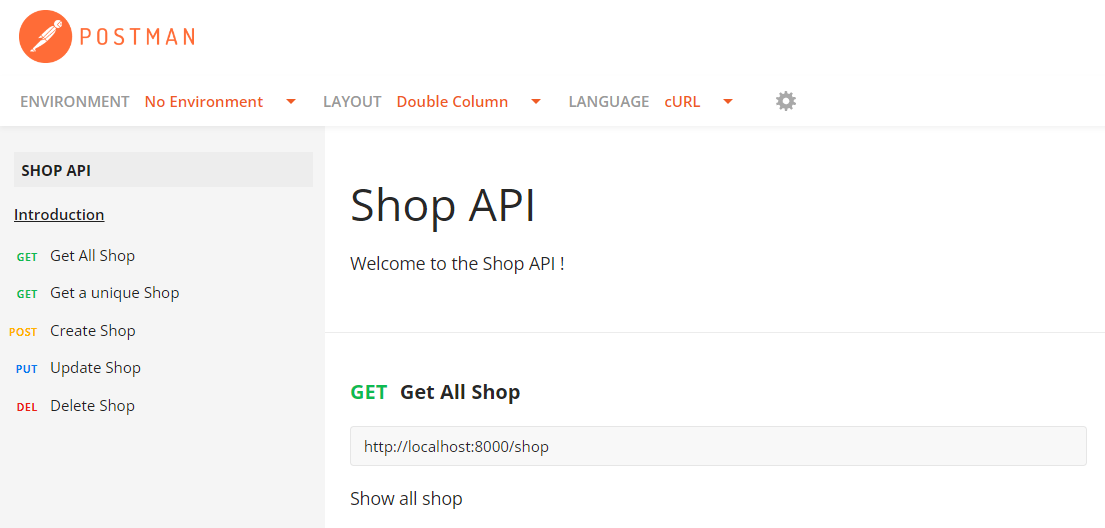 POSTMAN
ENVIRONMENT No Environment LAYOUT Double Column LANGUAGE cURL
SHOP API
Introduction
GET Get All Shop
GET Get a unique Shop
POST Create Shop
PUT Update Shop
DEL Delete Shop
Shop API
Welcome to the Shop API !
GET Get All Shop
http://localhost:8000/shop
Show all shop